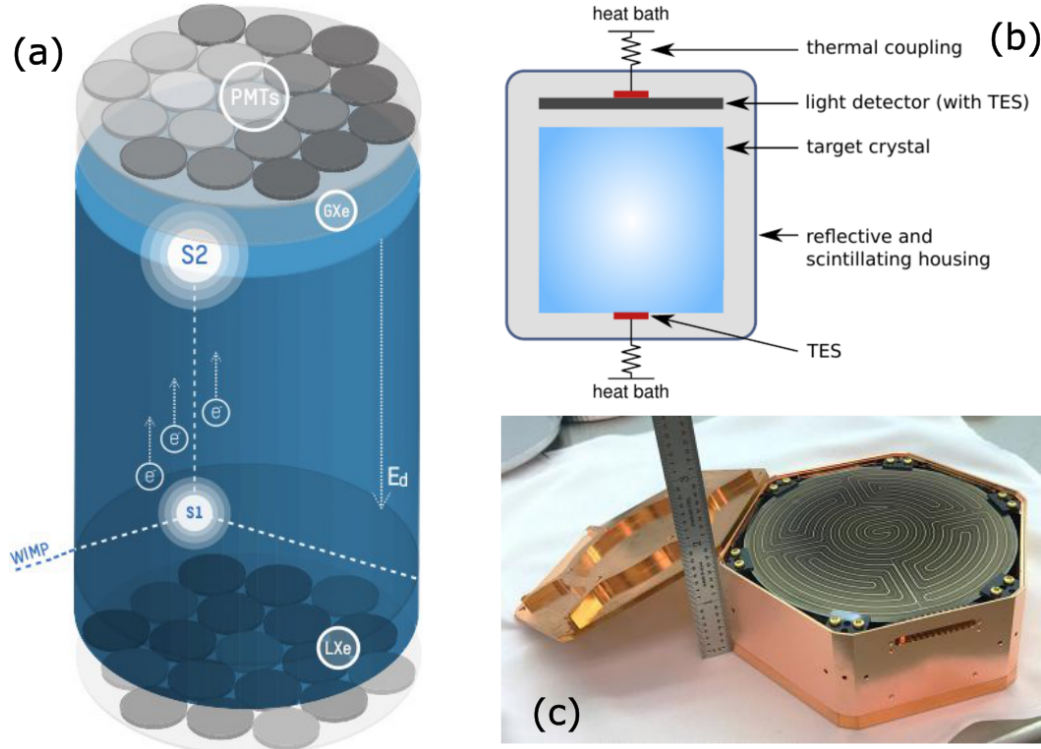 (a)
PMTs
GXe
S2
e⁻
e⁻
e⁻
Ed
S1
WIMP
LXe
(b)
heat bath
thermal coupling
light detector (with TES)
target crystal
reflective and
scintillating housing
TES
heat bath
(c)